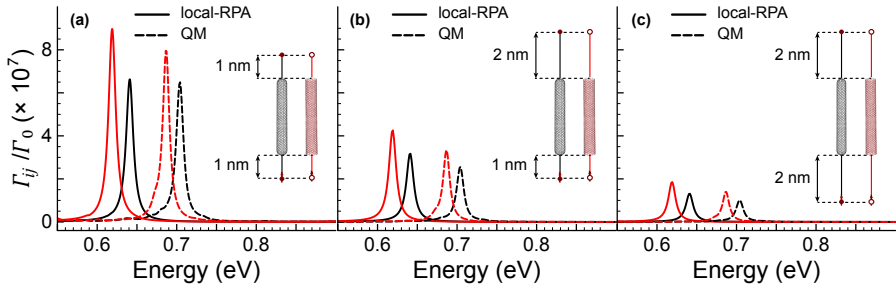 (a) local-RPA
QM
1 nm
1 nm
(b) local-RPA
QM
2 nm
1 nm
(c) local-RPA
QM
2 nm
2 nm
8
4
0
Γij /Γ0 (× 10⁷)
0.6 0.7 0.8
0.6 0.7 0.8
0.6 0.7 0.8
Energy (eV)
Energy (eV)
Energy (eV)